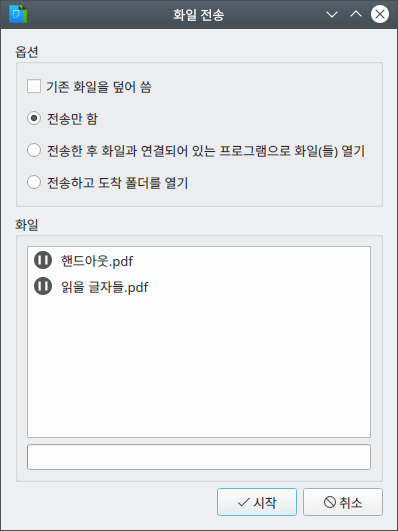 화일 전송
옵션
기존 화일을 덮어 씀
전송만 함
전송한 후 화일과 연결되어 있는 프로그램으로 화일(들) 열기
전송하고 도착 폴더를 열기
화일
핸드아웃.pdf
읽을 글자들.pdf
시작
취소